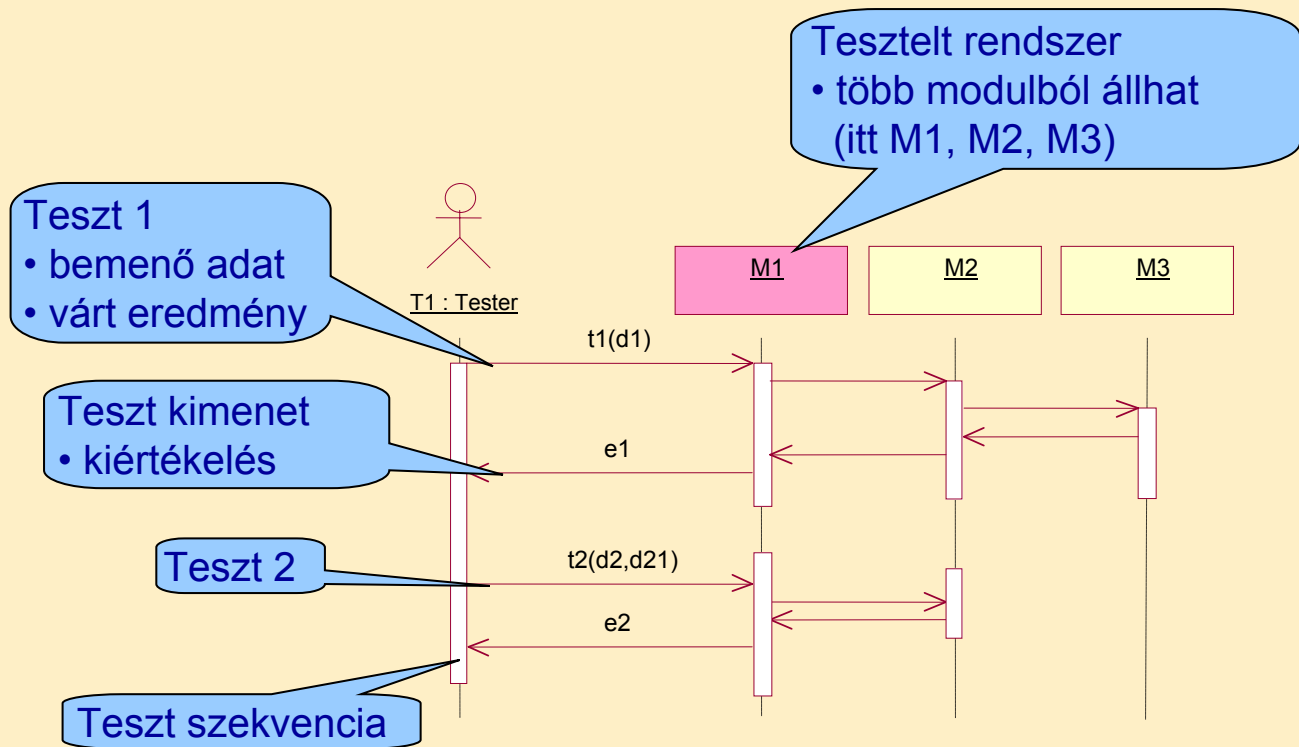 Tesztelt rendszer
• több modulból állhat
(itt M1, M2, M3)
Teszt 1
• bemenő adat
• várt eredmény
T1 : Tester
M1
M2
M3
t1(d1)
Teszt kimenet
• kiértékelés
e1
Teszt 2
t2(d2,d21)
e2
Teszt szekvencia